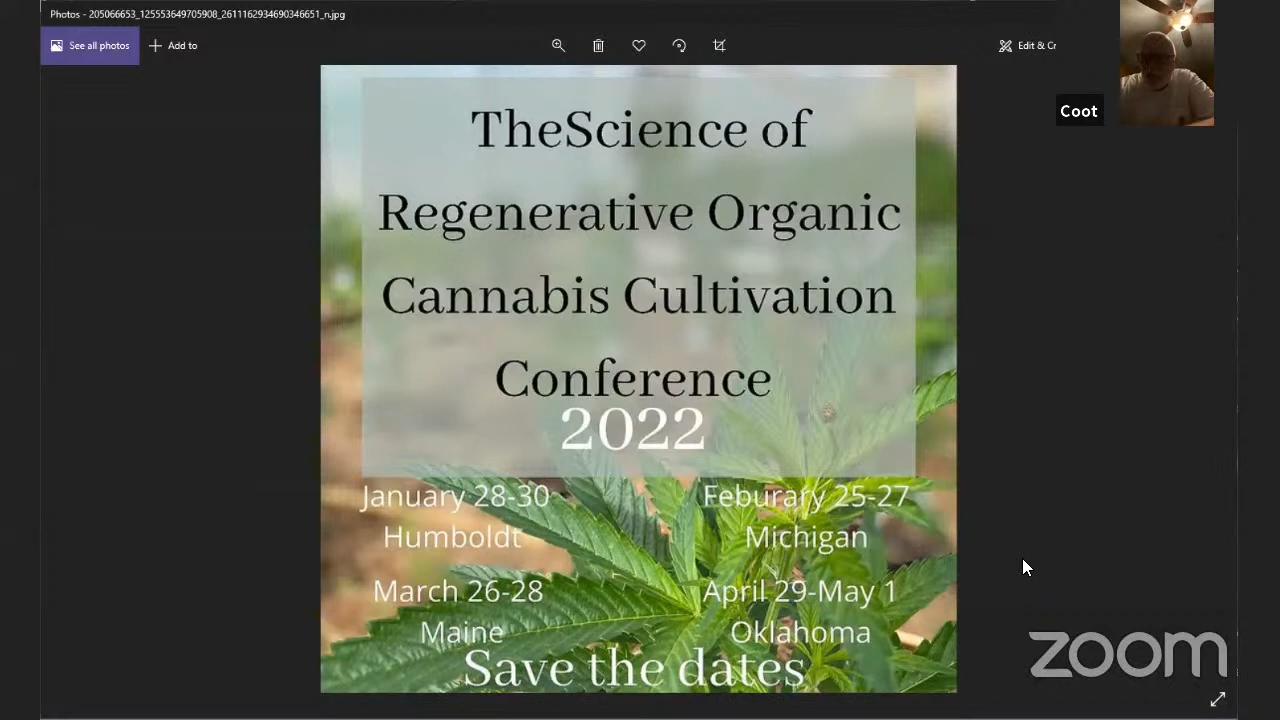 Photos - 205066653_125553649705908_2611162934690346651_n.jpg
See all photos
Add to
Edit & Cr
Coot
TheScience of
Regenerative Organic
Cannabis Cultivation
Conference
2022
January 28-30
Humboldt
Feburary 25-27
Michigan
March 26-28
Maine
April 29-May 1
Oklahoma
Save the dates
zoom